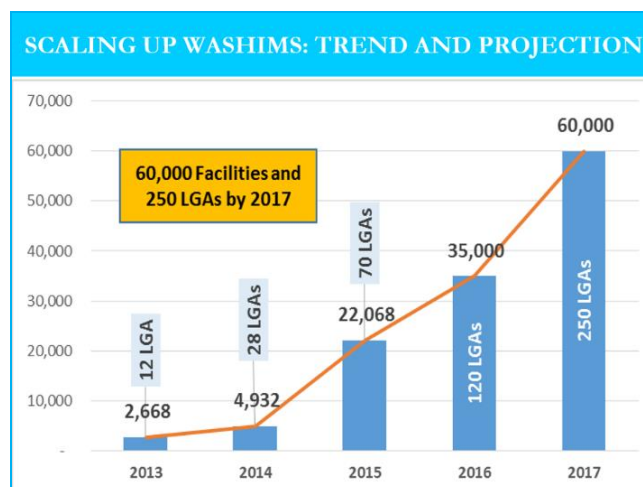 SCALING UP WASHIMS: TREND AND PROJECTION
70,000
60,000
50,000
40,000
30,000
20,000
10,000
-
60,000 Facilities and
250 LGAs by 2017
12 LGA
2,668
28 LGAs
4,932
70 LGAs
22,068
35,000
120 LGAs
60,000
250 LGAs
2013
2014
2015
2016
2017